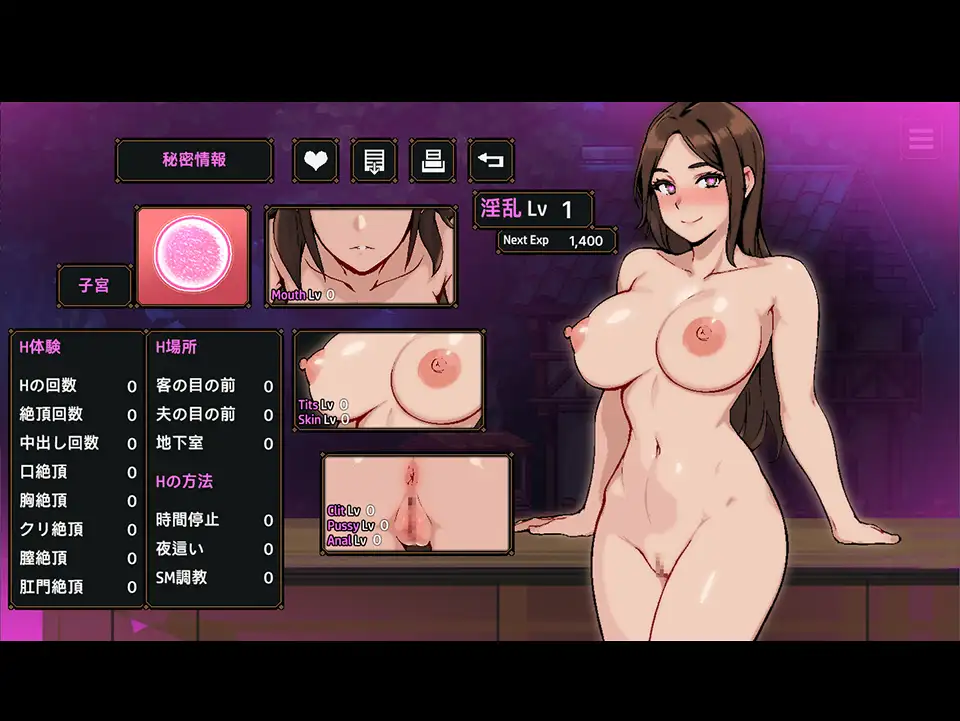 秘密情報
淫乱 Lv 1
Next Exp 1,400
子宮
Mouth Lv 0
H体験
Hの回数 0
絶頂回数 0
中出し回数 0
口絶頂 0
胸絶頂 0
クリ絶頂 0
膣絶頂 0
肛門絶頂 0
H場所
客の目の前 0
夫の目の前 0
地下室 0
Hの方法
時間停止 0
夜這い 0
SM調教 0
Tits Lv 0
Skin Lv 0
Clit Lv 0
Pussy Lv 0
Anal Lv 0